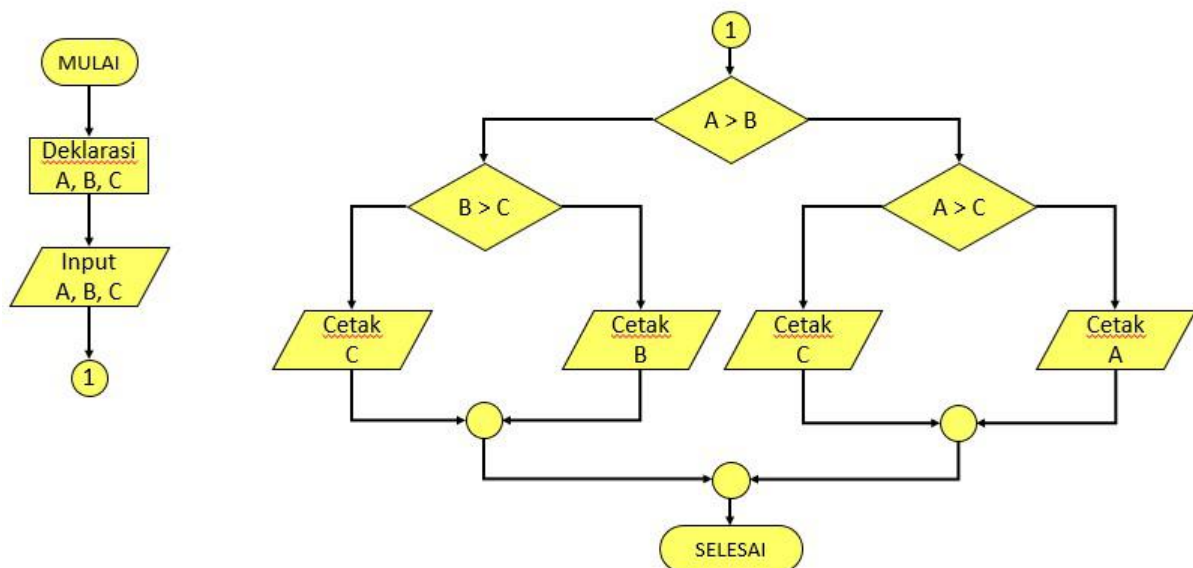 MULAI
Deklarasi
A, B, C
Input
A, B, C
1
1
A > B
B > C
A > C
Cetak
C
Cetak
B
Cetak
C
Cetak
A
SELESAI